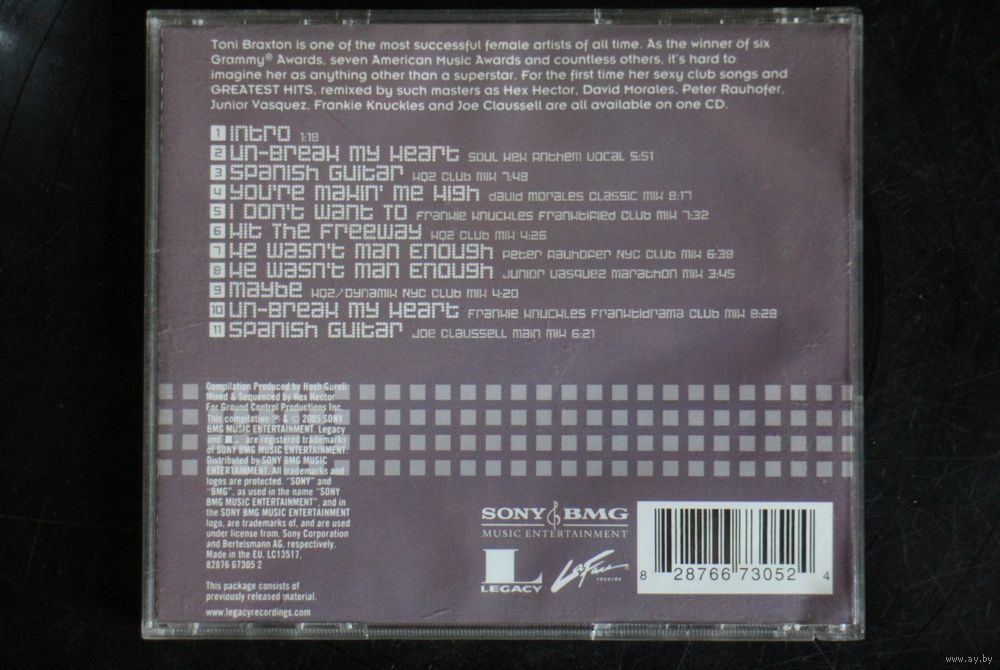 Toni Braxton is one of the most successful female artists of all time. As the winner of six
Grammy® Awards, seven American Music Awards and countless others, it's hard to
imagine her as anything other than a superstar. For the first time her sexy club songs and
GREATEST HITS, remixed by such masters as Hex Hector, David Morales, Peter Rauhofer,
Junior Vasquez, Frankie Knuckles and Joe Claussell are all available on one CD.
1 Intro 1:18
2 Un-Break My Heart Soul Hex Anthem Vocal 5:51
3 Spanish Guitar HQ2 Club Mix 7:48
4 You're Makin' Me High David Morales Classic Mix 8:17
5 I Don't Want To Frankie Knuckles Franktified Club Mix 7:32
6 Hit The Freeway HQ2 Club Mix 4:26
7 He Wasn't Man Enough Peter Rauhofer NYC Club Mix 6:38
8 He Wasn't Man Enough Junior Vasquez Marathon Mix 3:45
9 Maybe HQ2/Dynamix NYC Club Mix 4:20
10 Un-Break My Heart Frankie Knuckles Franktidrama Club Mix 8:28
11 Spanish Guitar Joe Claussell Main Mix 6:21
Compilation Produced by Hosh Gureli
Mixed & Sequenced by Hex Hector
For Ground Control Productions Inc.
This compilation ℗ & © 2005 SONY
BMG MUSIC ENTERTAINMENT. Legacy
and L. are registered trademarks
of SONY BMG MUSIC ENTERTAINMENT.
Distributed by SONY BMG MUSIC
ENTERTAINMENT. All trademarks and
logos are protected. "SONY" and
"BMG", as used in the name "SONY
BMG MUSIC ENTERTAINMENT", and in
the SONY BMG MUSIC ENTERTAINMENT
logo, are trademarks of, and are used
under license from, Sony Corporation
and Bertelsmann AG, respectively.
Made in the EU. LC13517.
82876 67305 2
This package consists of
previously released material.
www.legacyrecordings.com
SONY BMG
MUSIC ENTERTAINMENT
L
LEGACY
LaFace
records
8 28766 73052 4
www.ay.by